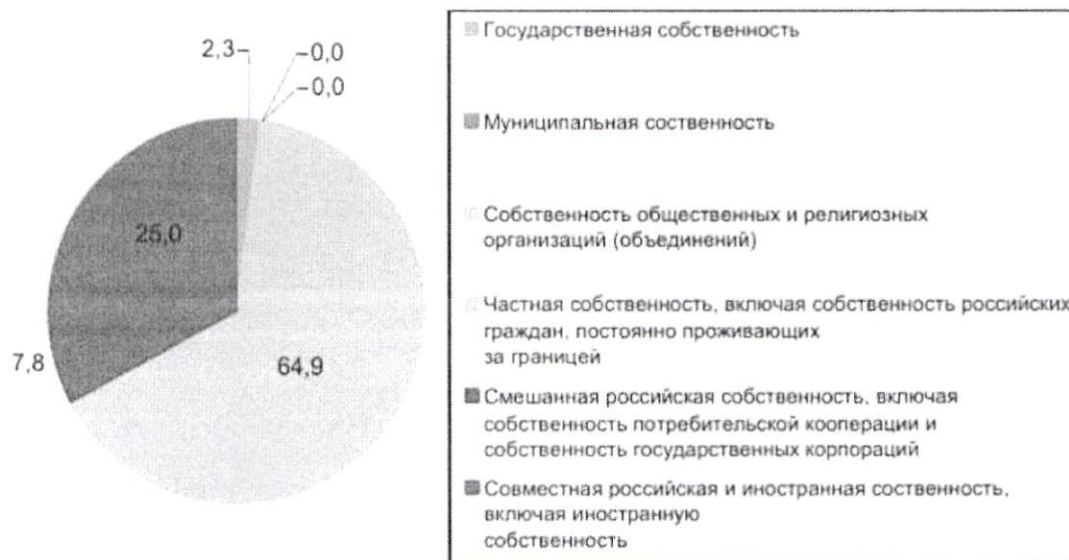 2,3
0,0
0,0
25,0
7,8
64,9
Государственная собственность
Муниципальная соственность
Собственность общественных и религиозных
организаций (объединений)
Частная собственность, включая собственность российских
граждан, постоянно проживающих
за границей
Смешанная российская собственность, включая
собственность потребительской кооперации и
собственность государственных корпораций
Совместная российская и иностранная соственность,
включая иностранную
собственность